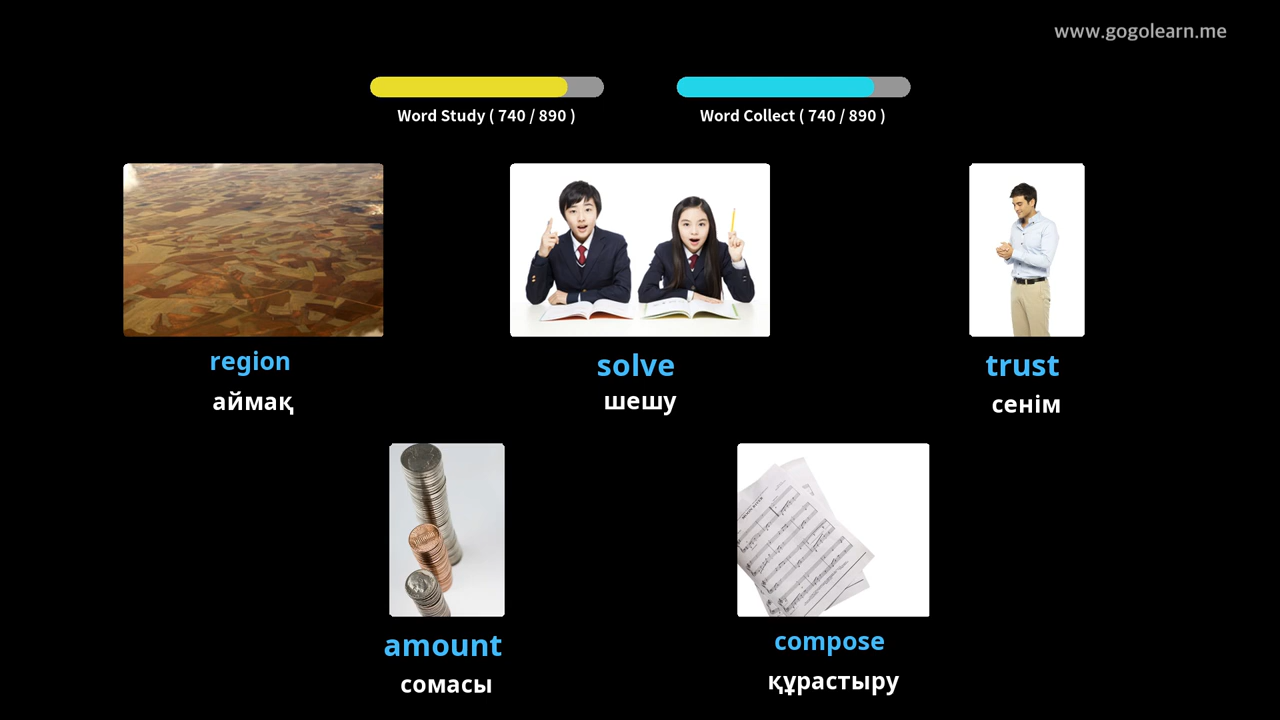 www.gogolearn.me
Word Study ( 740 / 890 )
Word Collect ( 740 / 890 )
region
аймақ
solve
шешу
trust
сенім
amount
сомасы
compose
құрастыру